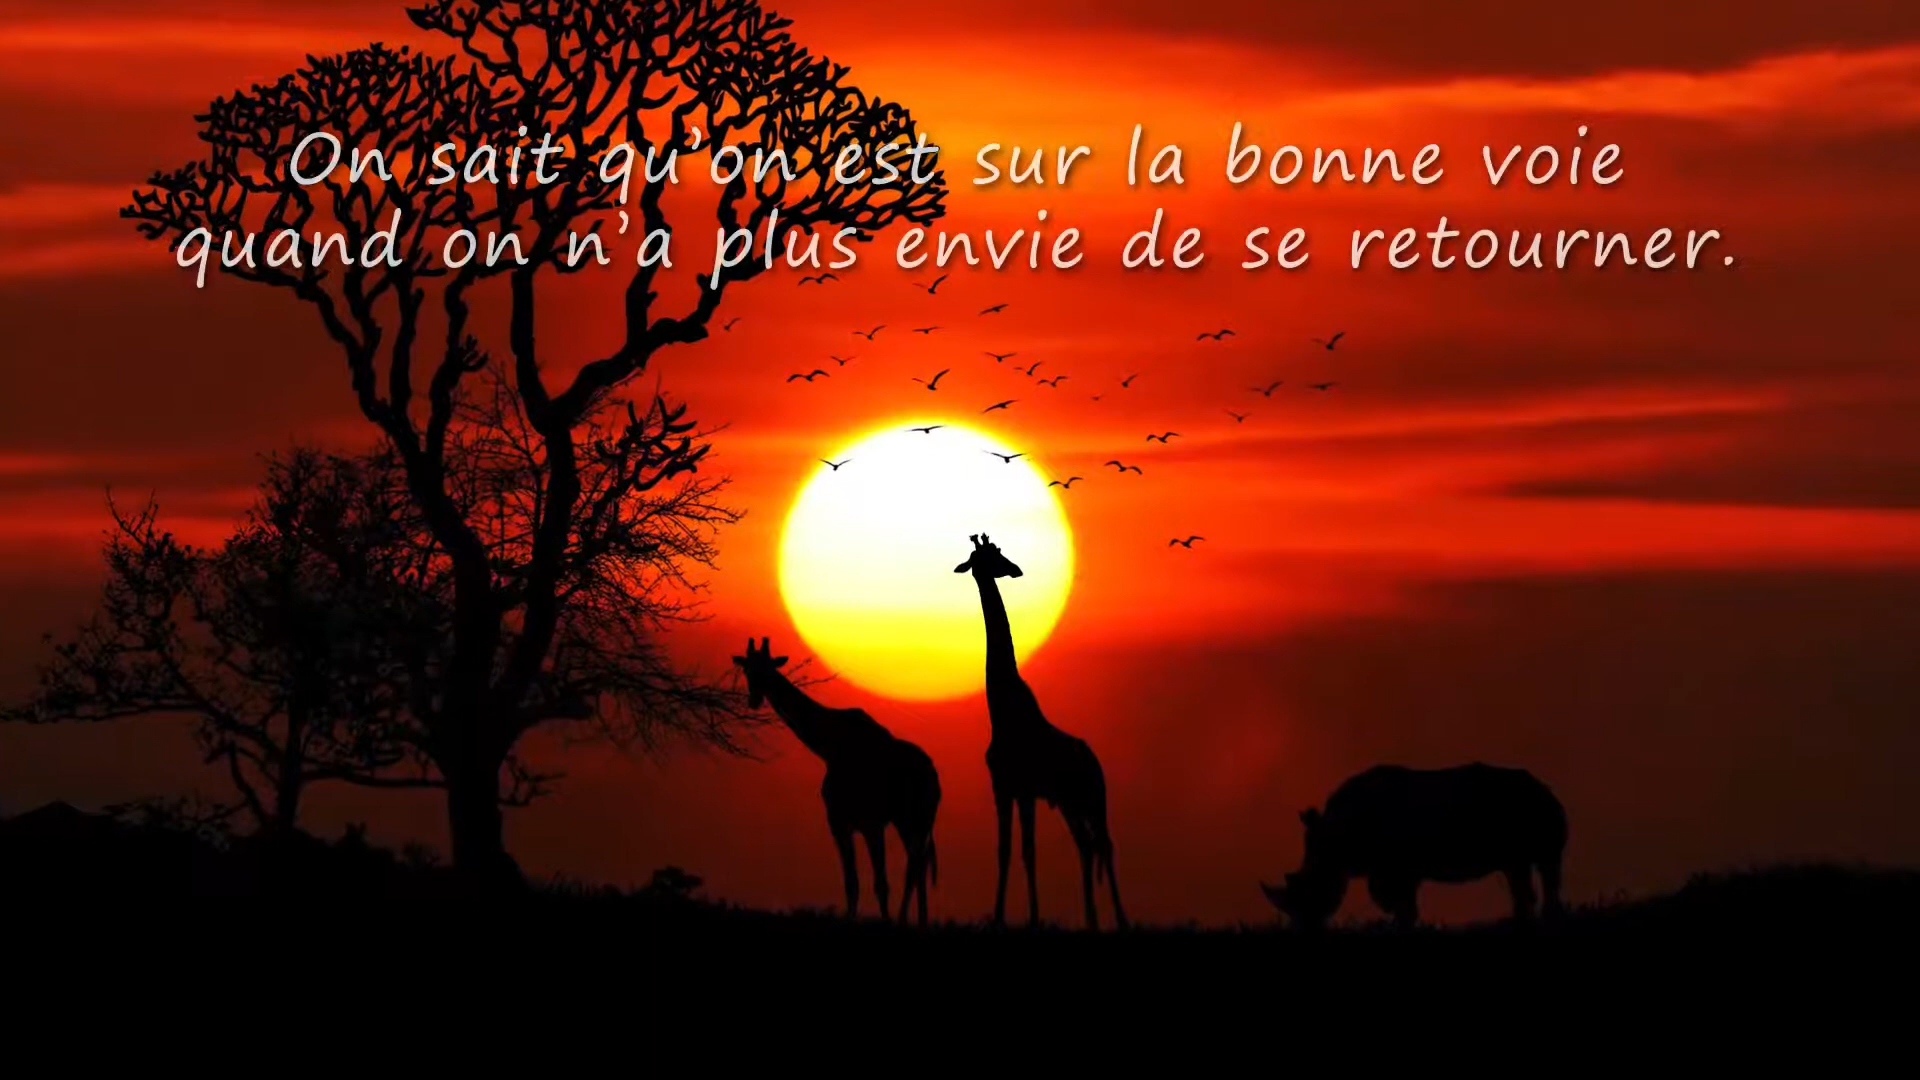 On sait qu’on est sur la bonne voie
quand on n’a plus envie de se retourner.